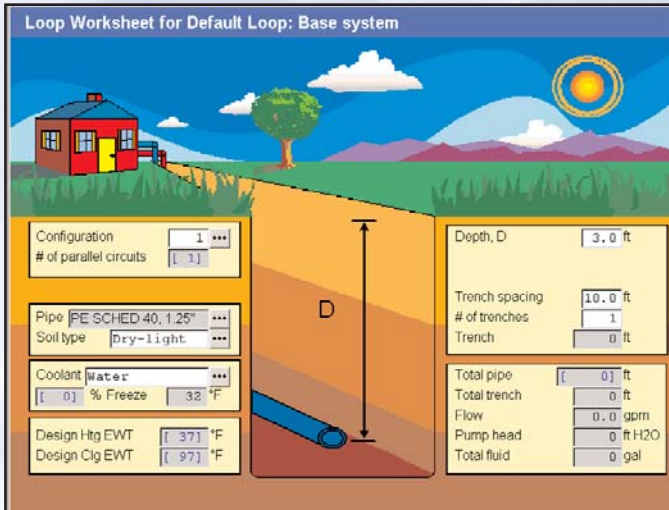 Loop Worksheet for Default Loop: Base system
Configuration 1 •••
# of parallel circuits [ 1]
Pipe PE SCHED 40, 1.25" •••
Soil type Dry-light •••
Coolant Water •••
[ 0] % Freeze 32 °F
Design Htg EWT [ 37] °F
Design Clg EWT [ 97] °F
D
Depth, D 3.0 ft
Trench spacing 10.0 ft
# of trenches 1
Trench 0 ft
Total pipe [ 0] ft
Total trench 0 ft
Flow 0.0 gpm
Pump head 0 ft H2O
Total fluid 0 gal